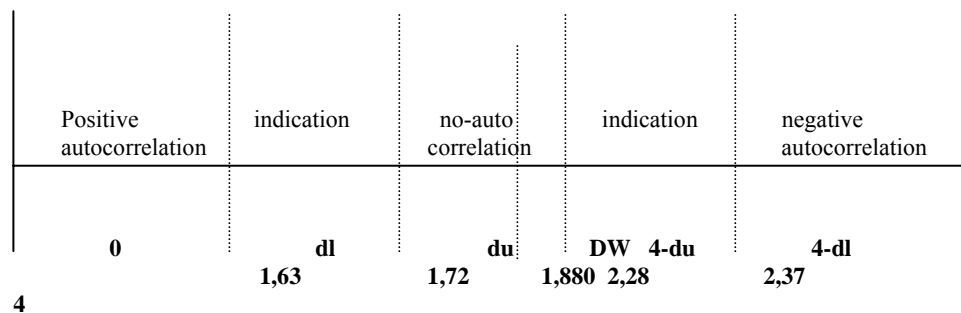 Positive indication no-auto indication negative
autocorrelation correlation autocorrelation
0 dl du DW 4-du 4-dl
1,63 1,72 1,880 2,28 2,37
4